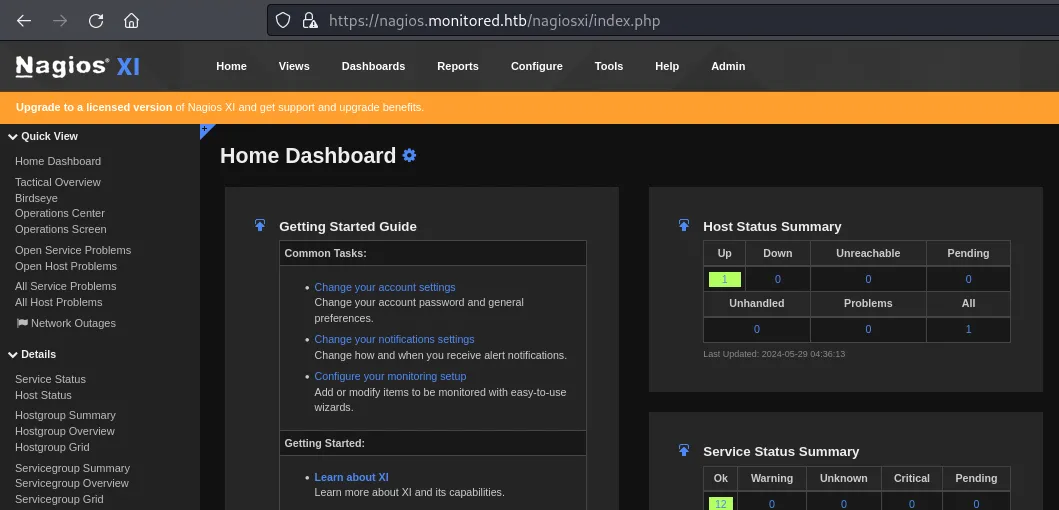 https://nagios.monitored.htb/nagiosxi/index.php
Nagios® XI
Home Views Dashboards Reports Configure Tools Help Admin
Upgrade to a licensed version of Nagios XI and get support and upgrade benefits.
Quick View
Home Dashboard
Tactical Overview
Birdseye
Operations Center
Operations Screen
Open Service Problems
Open Host Problems
All Service Problems
All Host Problems
Network Outages
Details
Service Status
Host Status
Hostgroup Summary
Hostgroup Overview
Hostgroup Grid
Servicegroup Summary
Servicegroup Overview
Servicegroup Grid
Home Dashboard
Getting Started Guide
Common Tasks:
• Change your account settings
Change your account password and general
preferences.
• Change your notifications settings
Change how and when you receive alert notifications.
• Configure your monitoring setup
Add or modify items to be monitored with easy-to-use
wizards.
Getting Started:
• Learn about XI
Learn more about XI and its capabilities.
Host Status Summary
Up Down Unreachable Pending
1 0 0 0
Unhandled Problems All
0 0 1
Last Updated: 2024-05-29 04:36:13
Service Status Summary
Ok Warning Unknown Critical Pending
12 0 0 0 0